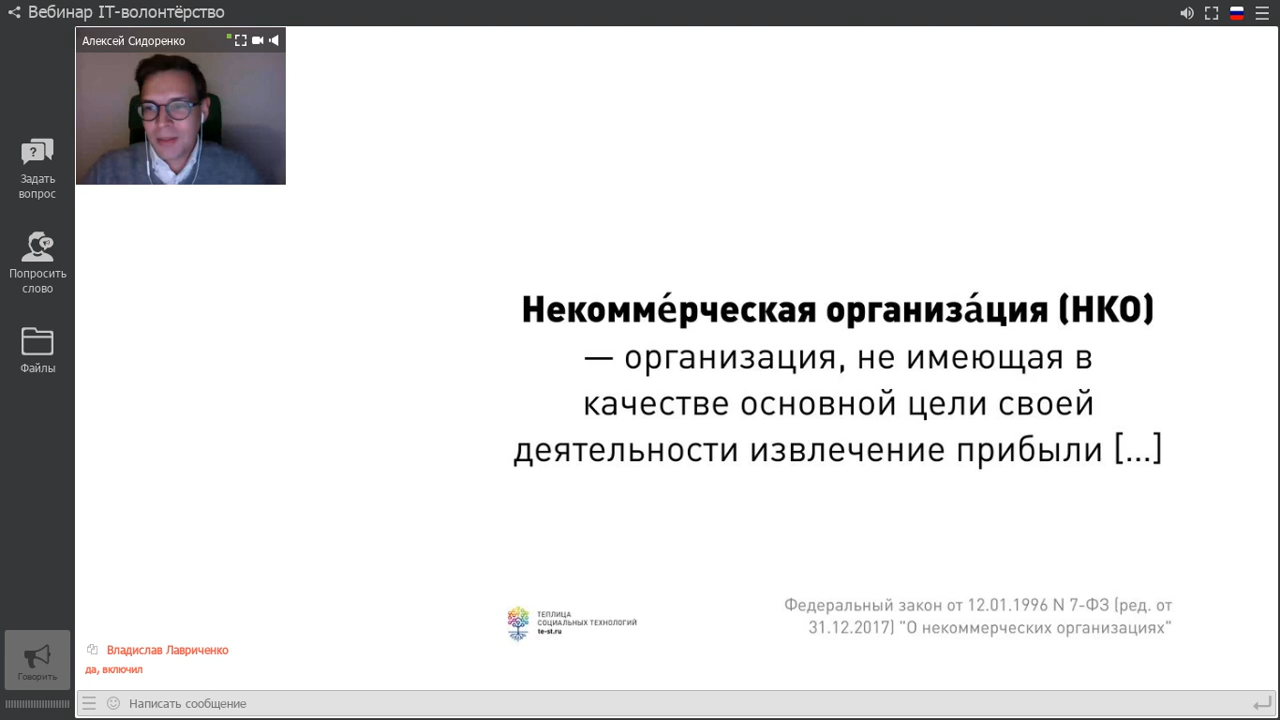 Вебинар IT-волонтёрство
Алексей Сидоренко
Задать
вопрос
Попросить
слово
Файлы
Некомме́рческая организа́ция (НКО)
— организация, не имеющая в
качестве основной цели своей
деятельности извлечение прибыли [...]
ТЕПЛИЦА
СОЦИАЛЬНЫХ ТЕХНОЛОГИЙ
te-st.ru
Федеральный закон от 12.01.1996 N 7-ФЗ (ред. от
31.12.2017) "О некоммерческих организациях"
Владислав Лавриченко
да, включил
Говорить
Написать сообщение